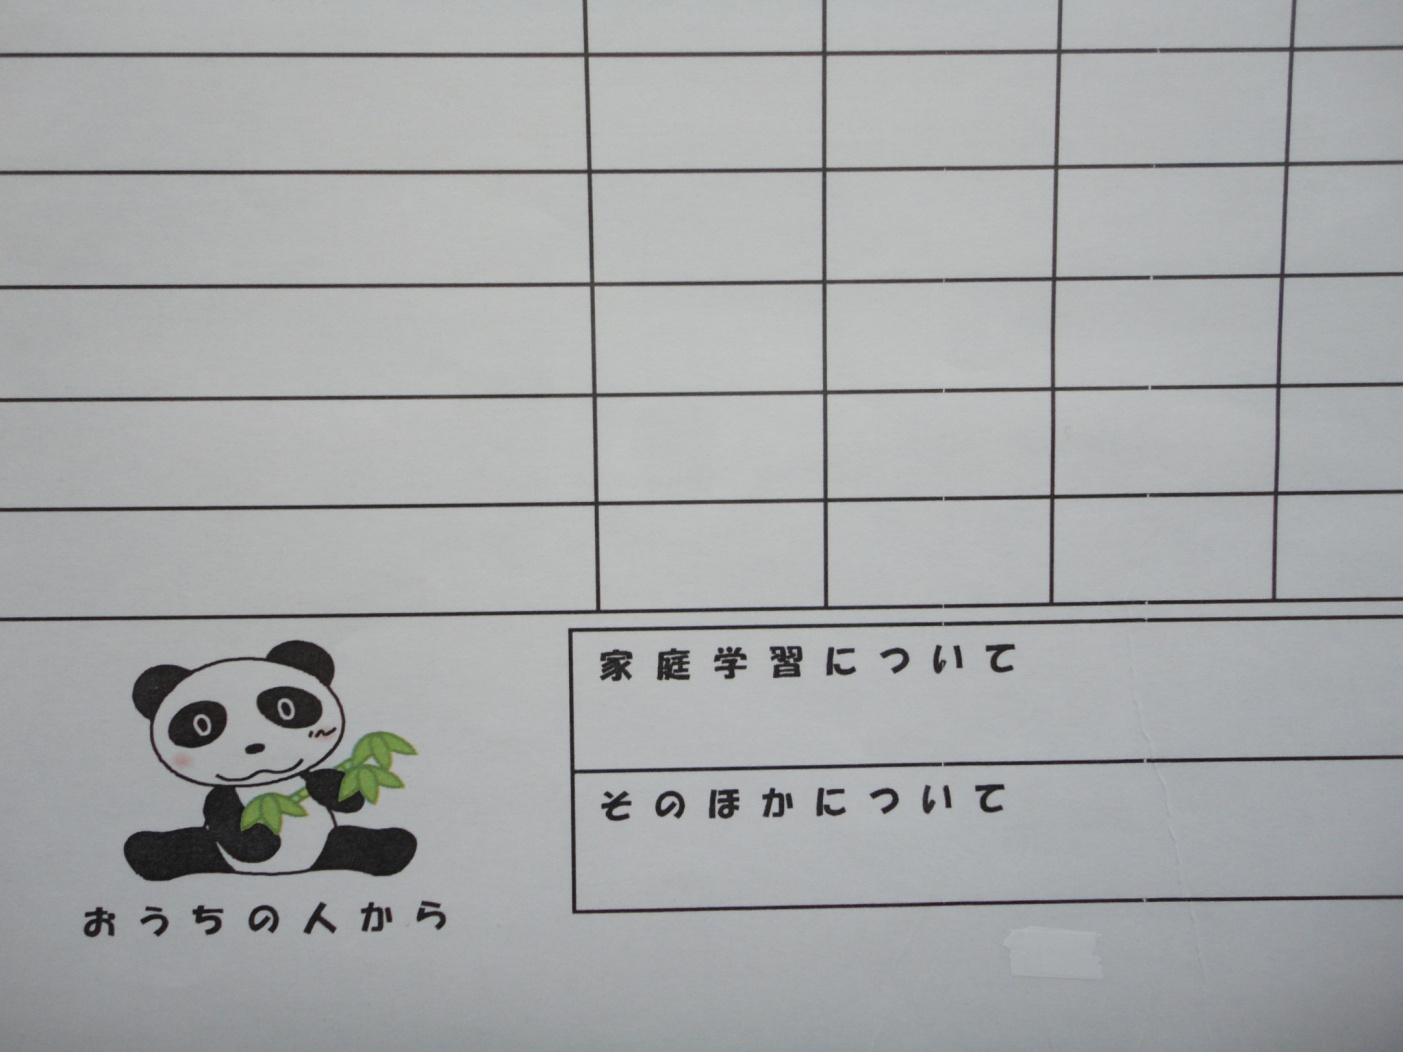 家庭学習について
そのほかについて
おうちの人から